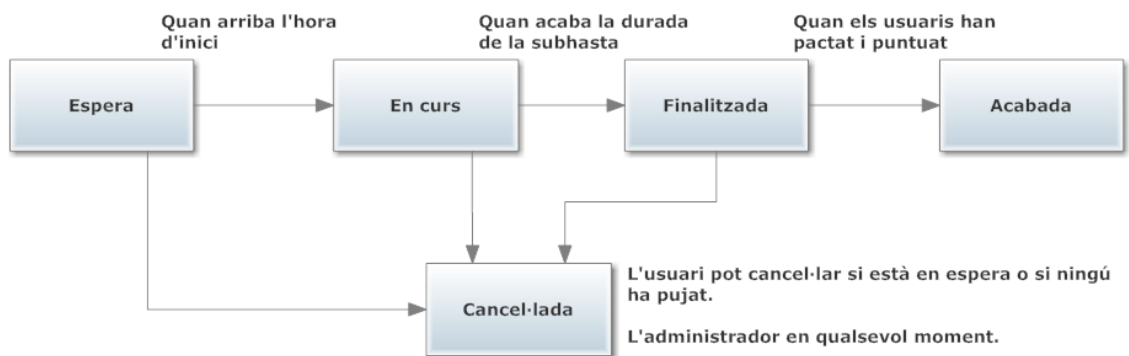 Quan arriba l'hora
d'inici
Quan acaba la durada
de la subhasta
Quan els usuaris han
pactat i puntuat
Espera
En curs
Finalitzada
Acabada
Cancel·lada
L'usuari pot cancel·lar si està en espera o si ningú
ha pujat.
L'administrador en qualsevol moment.